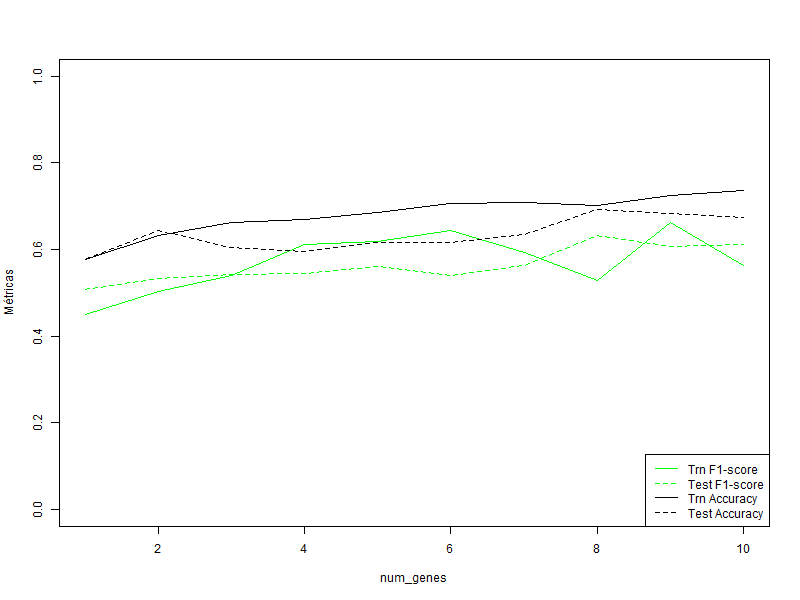 1.0
0.8
0.6
0.4
0.2
0.0
Métricas
2 4 6 8 10
num_genes
Trn F1-score
Test F1-score
Trn Accuracy
Test Accuracy